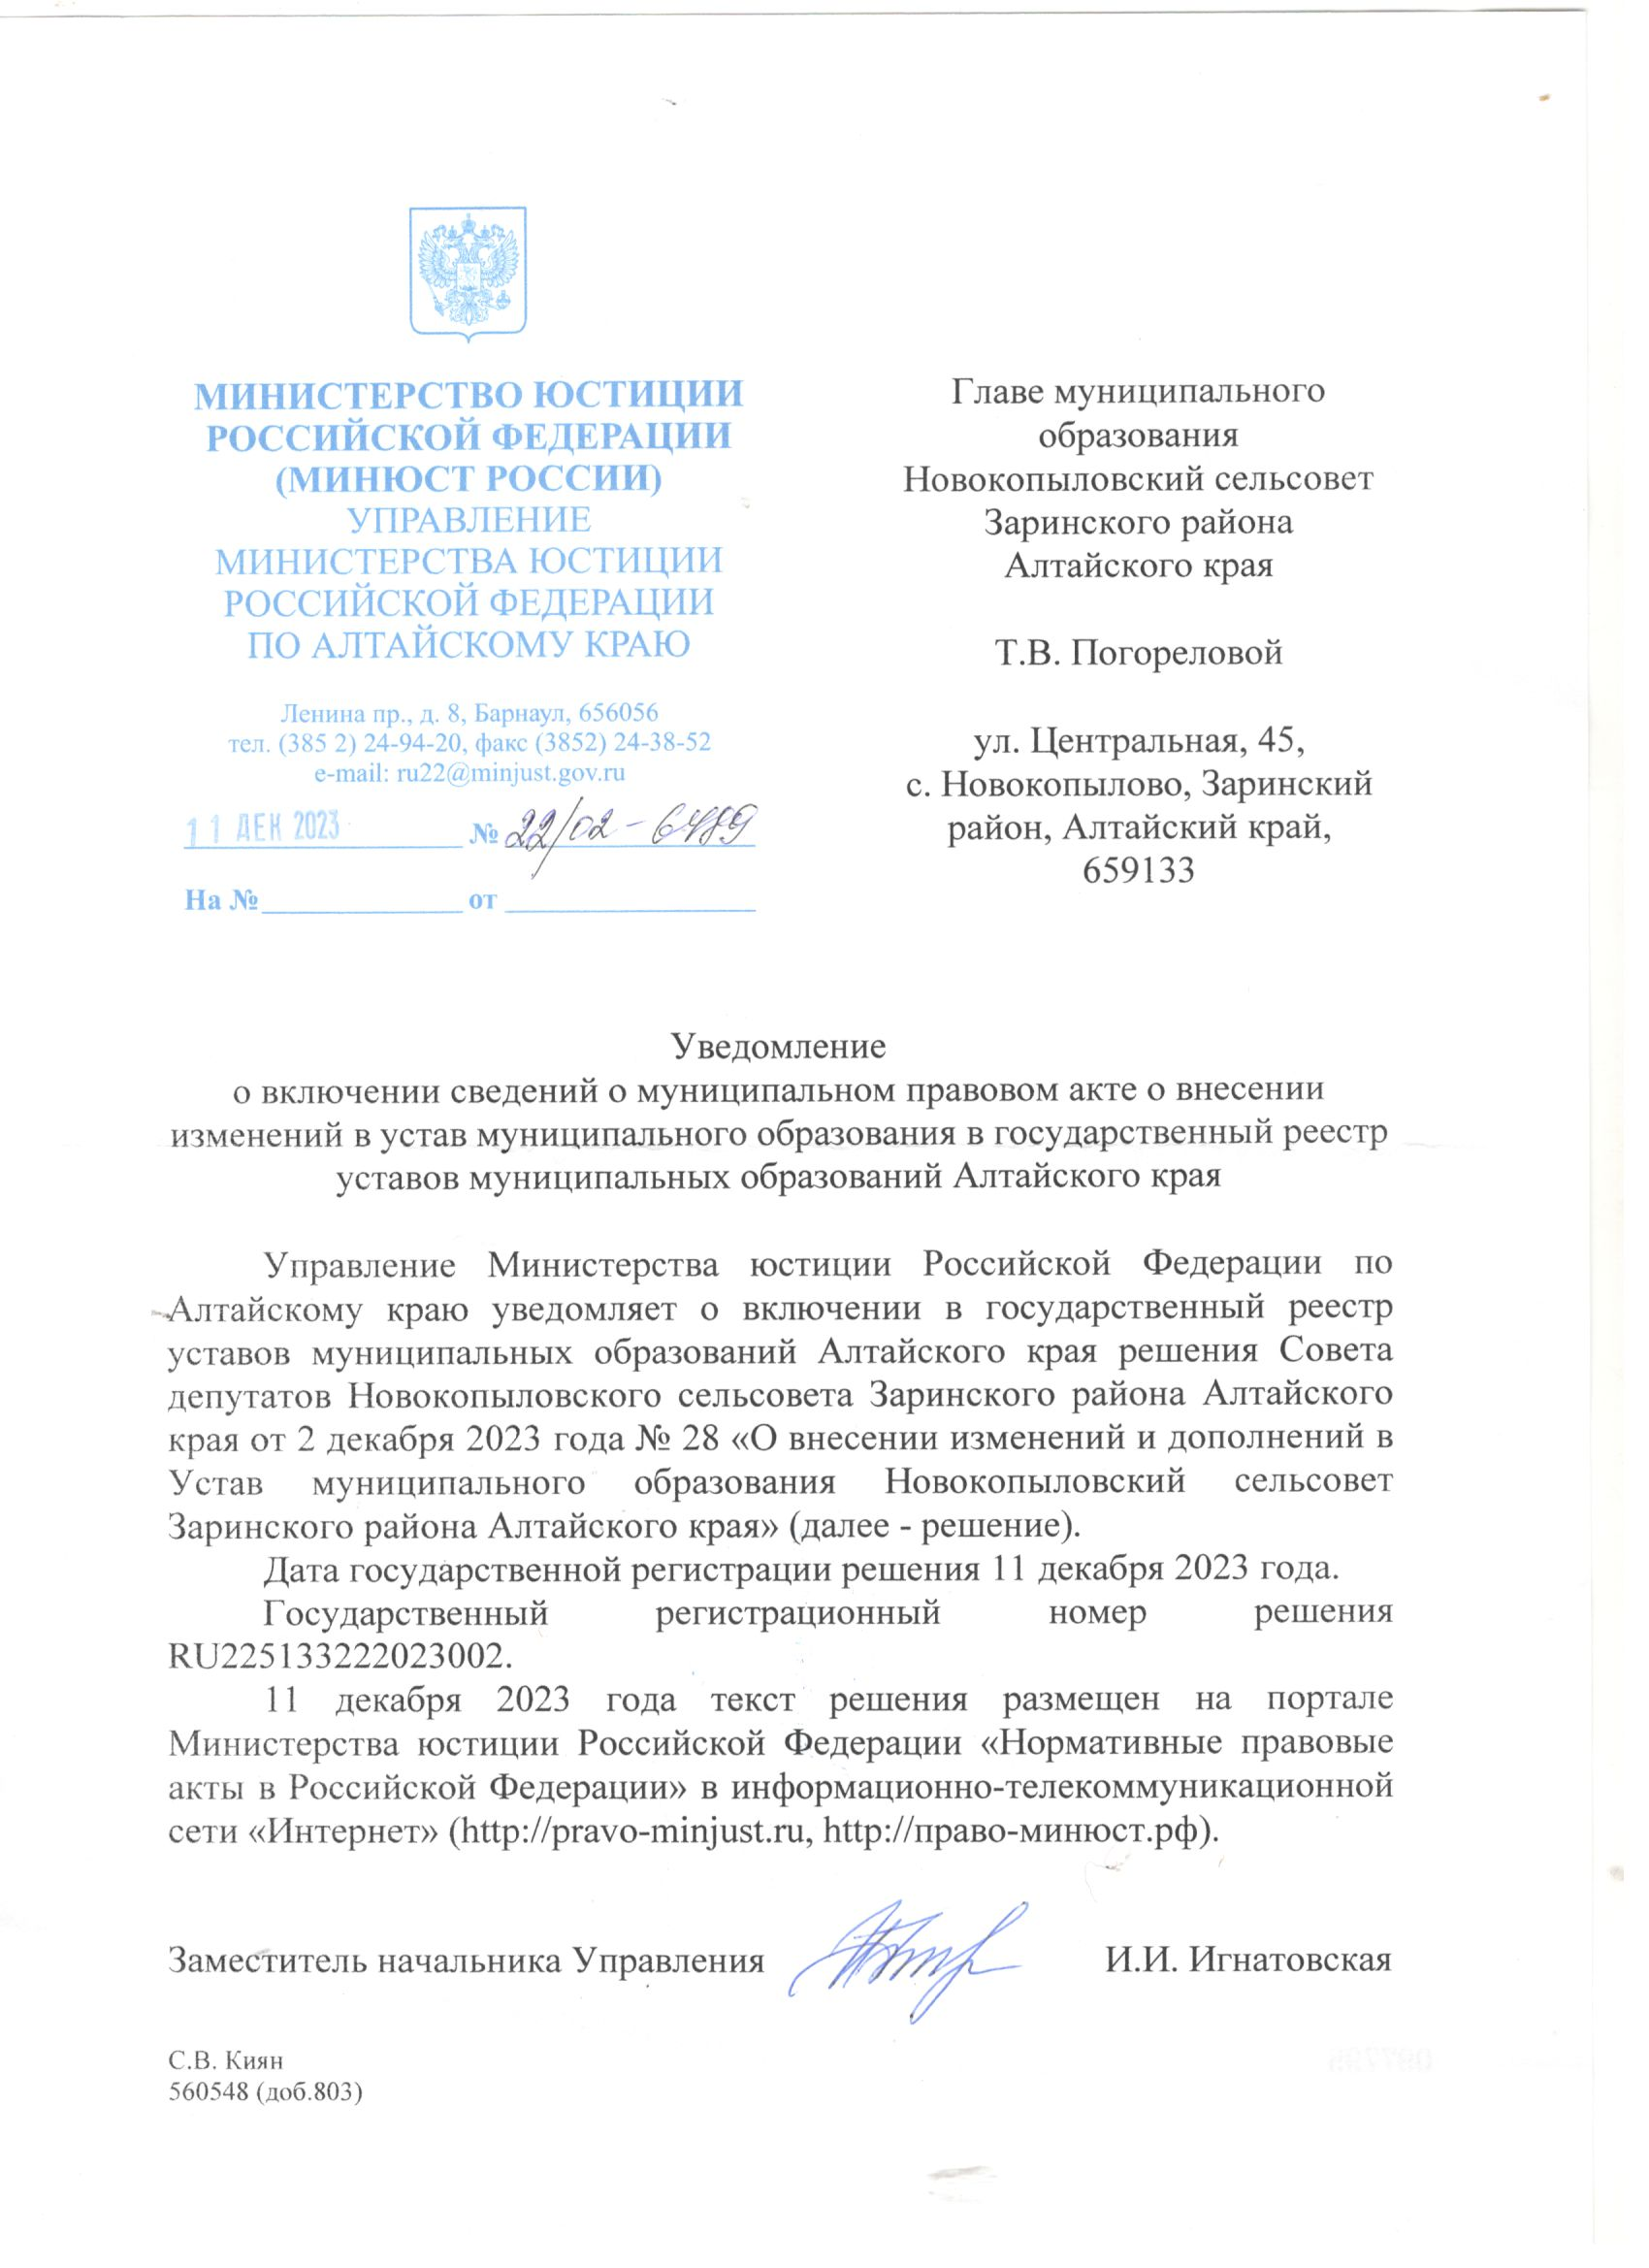 МИНИСТЕРСТВО ЮСТИЦИИ
РОССИЙСКОЙ ФЕДЕРАЦИИ
(МИНЮСТ РОССИИ)
УПРАВЛЕНИЕ
МИНИСТЕРСТВА ЮСТИЦИИ
РОССИЙСКОЙ ФЕДЕРАЦИИ
ПО АЛТАЙСКОМУ КРАЮ
Ленина пр., д. 8, Барнаул, 656056
тел. (385 2) 24-94-20, факс (3852) 24-38-52
e-mail: ru22@minjust.gov.ru
11 ДЕК 2023 № 22/02-6489
На № от
Главе муниципального
образования
Новокопыловский сельсовет
Заринского района
Алтайского края
Т.В. Погореловой
ул. Центральная, 45,
с. Новокопылово, Заринский
район, Алтайский край,
659133
Уведомление
о включении сведений о муниципальном правовом акте о внесении
изменений в устав муниципального образования в государственный реестр
уставов муниципальных образований Алтайского края
Управление Министерства юстиции Российской Федерации по
Алтайскому краю уведомляет о включении в государственный реестр
уставов муниципальных образований Алтайского края решения Совета
депутатов Новокопыловского сельсовета Заринского района Алтайского
края от 2 декабря 2023 года № 28 «О внесении изменений и дополнений в
Устав муниципального образования Новокопыловский сельсовет
Заринского района Алтайского края» (далее - решение).
Дата государственной регистрации решения 11 декабря 2023 года.
Государственный регистрационный номер решения
RU225133222023002.
11 декабря 2023 года текст решения размещен на портале
Министерства юстиции Российской Федерации «Нормативные правовые
акты в Российской Федерации» в информационно-телекоммуникационной
сети «Интернет» (http://pravo-minjust.ru, http://право-минюст.рф).
Заместитель начальника Управления И.И. Игнатовская
С.В. Киян
560548 (доб.803)